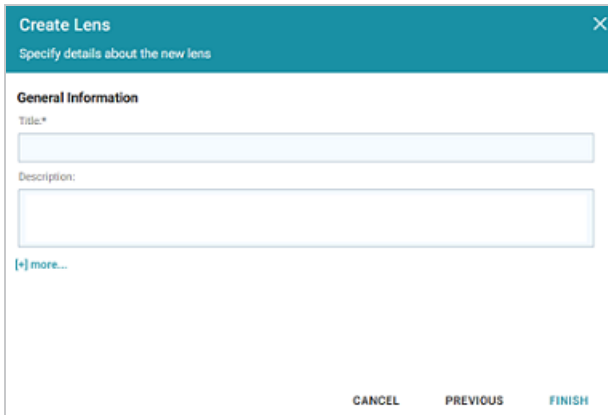 Create Lens
Specify details about the new lens
General Information
Title:*
Description:
[+] more...
CANCEL PREVIOUS FINISH